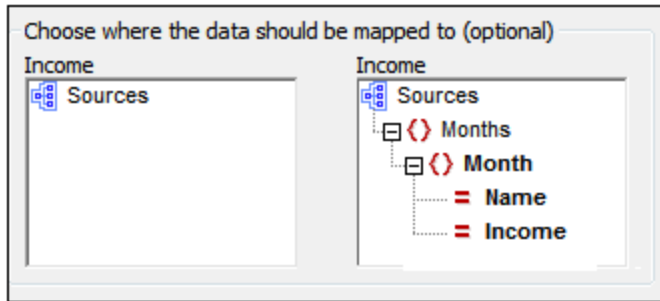 Choose where the data should be mapped to (optional)
Income
Sources
Income
Sources
Months
Month
Name
Income